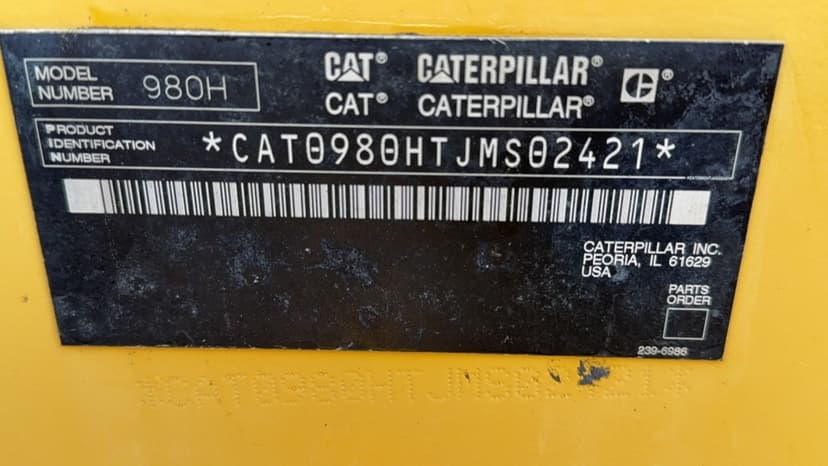 MODEL NUMBER 980H
CAT® CATERPILLAR® ®
CAT® CATERPILLAR®
PRODUCT IDENTIFICATION NUMBER *CAT0980HTJMS02421*
CATERPILLAR INC.
PEORIA, IL 61629
USA
PARTS
ORDER
239-6986
*CAT0980HTJMS02421*